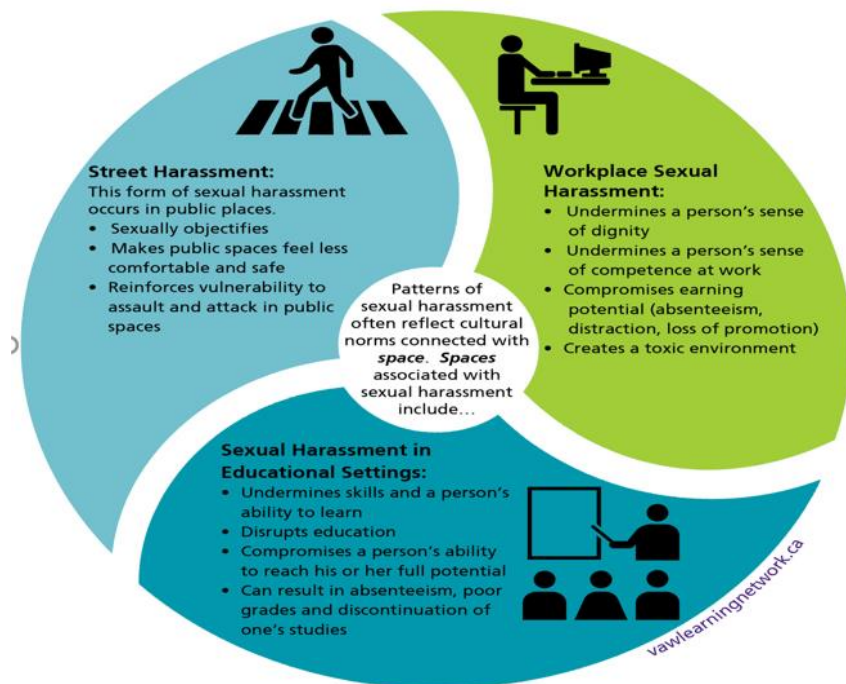 Street Harassment:
This form of sexual harassment
occurs in public places.
• Sexually objectifies
• Makes public spaces feel less
comfortable and safe
• Reinforces vulnerability to
assault and attack in public
spaces
Workplace Sexual
Harassment:
• Undermines a person's sense
of dignity
• Undermines a person's sense
of competence at work
• Compromises earning
potential (absenteeism,
distraction, loss of promotion)
• Creates a toxic environment
Patterns of
sexual harassment
often reflect cultural
norms connected with
space. Spaces
associated with
sexual harassment
include…
Sexual Harassment in
Educational Settings:
• Undermines skills and a person's
ability to learn
• Disrupts education
• Compromises a person's ability
to reach his or her full potential
• Can result in absenteeism, poor
grades and discontinuation of
one's studies
vawlearningnetwork.ca